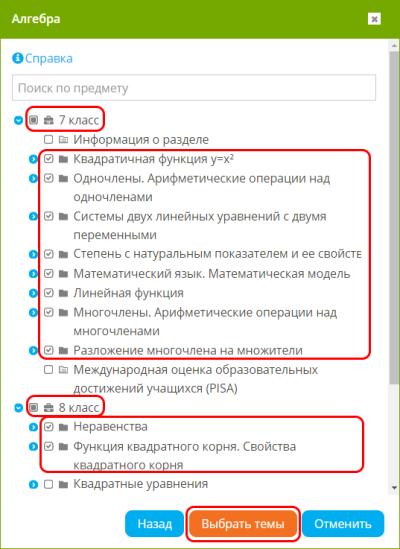 Алгебра
Справка
Поиск по предмету
7 класс
Информация о разделе
Квадратичная функция y=x²
Одночлены. Арифметические операции над
одночленами
Системы двух линейных уравнений с двумя
переменными
Степень с натуральным показателем и ее свойств
Математический язык. Математическая модель
Линейная функция
Многочлены. Арифметические операции над
многочленами
Разложение многочлена на множители
Международная оценка образовательных
достижений учащихся (PISA)
8 класс
Неравенства
Функция квадратного корня. Свойства
квадратного корня
Квадратные уравнения
Назад Выбрать темы Отменить